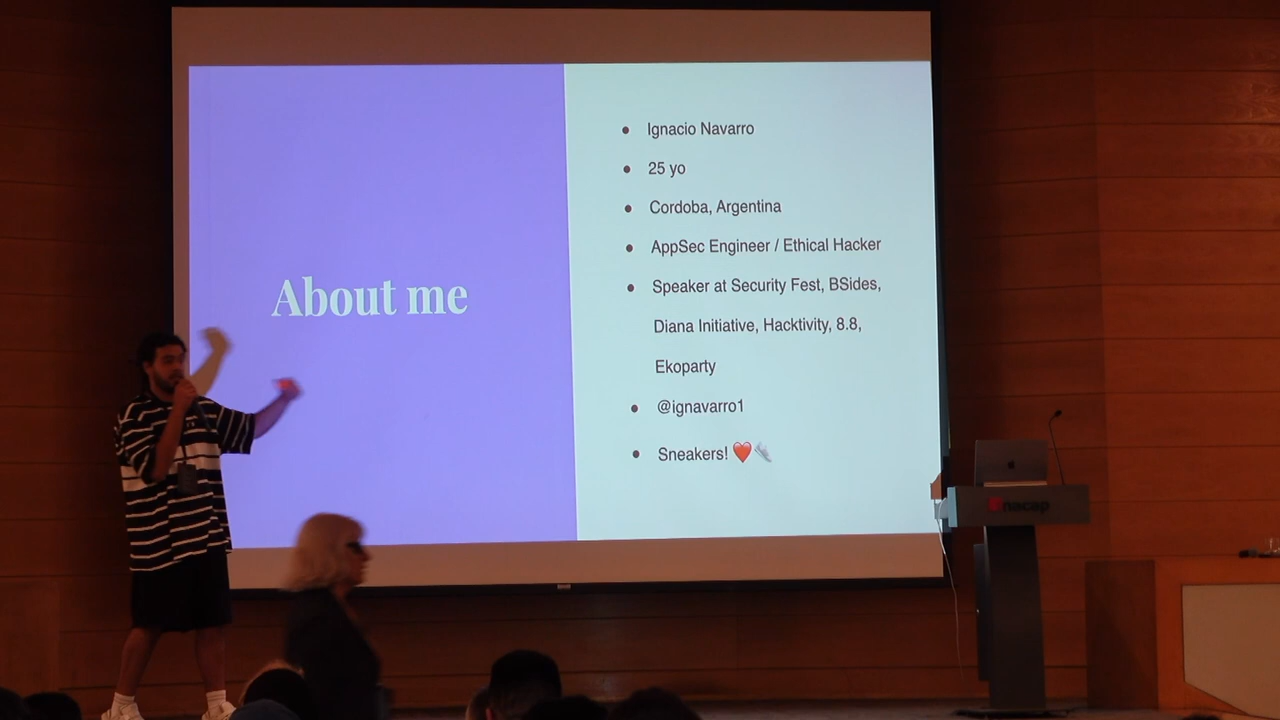 About me
Ignacio Navarro
25 yo
Cordoba, Argentina
AppSec Engineer / Ethical Hacker
Speaker at Security Fest, BSides,
Diana Initiative, Hacktivity, 8.8,
Ekoparty
@ignavarro1
Sneakers! ❤️👟
inacap